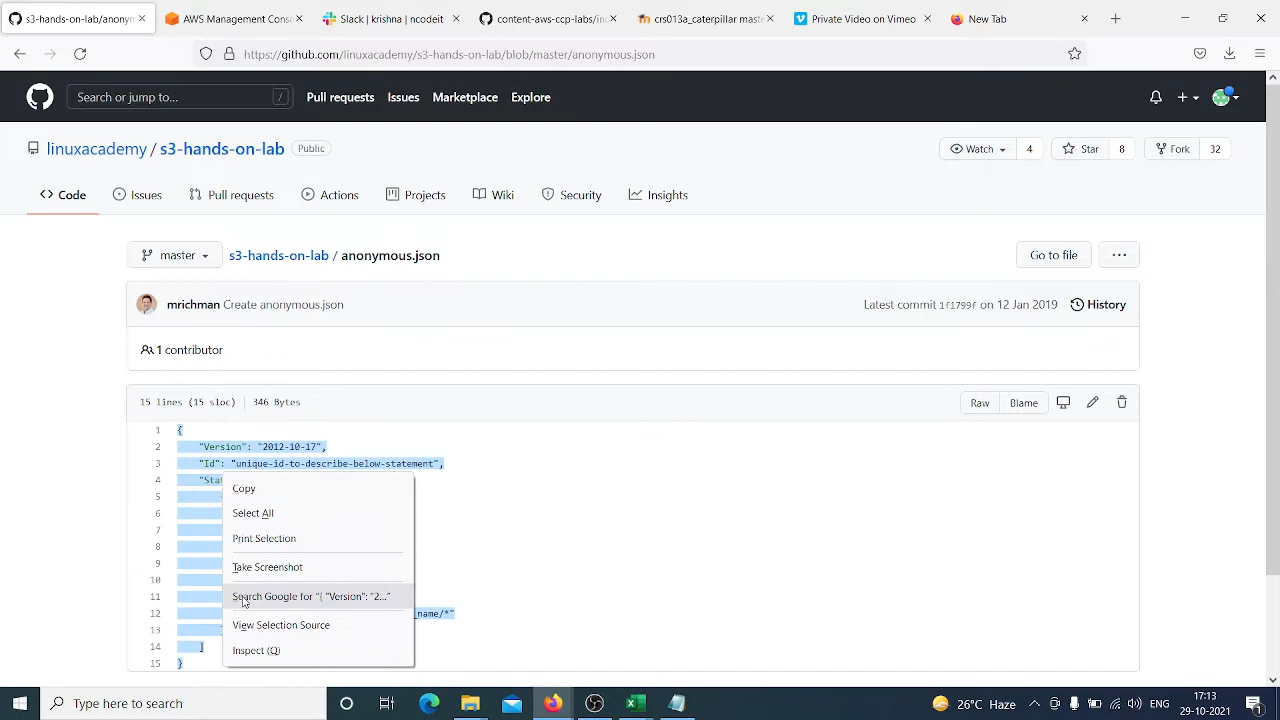 s3-hands-on-lab/anonym
AWS Management Cons
Slack | krishna | ncodeit
content-aws-ccp-labs/in
crs013a_caterpillar mast
Private Video on Vimeo
New Tab
https://github.com/linuxacademy/s3-hands-on-lab/blob/master/anonymous.json
Search or jump to...
/
Pull requests
Issues
Marketplace
Explore
linuxacademy / s3-hands-on-lab
Public
Watch
4
Star
8
Fork
32
Code
Issues
Pull requests
Actions
Projects
Wiki
Security
Insights
master
s3-hands-on-lab / anonymous.json
Go to file
...
mrichman Create anonymous.json
Latest commit 1f1799f on 12 Jan 2019
History
1 contributor
15 lines (15 sloc)
346 Bytes
Raw
Blame
1 {
2 "Version": "2012-10-17",
3 "Id": "unique-id-to-describe-below-statement",
4 "Stat
5
6
7
8
9
10
11
12 _name/*"
13
14 ]
15 }
Copy
Select All
Print Selection
Take Screenshot
Search Google for "{ "Version": "2..."
View Selection Source
Inspect (Q)
Type here to search
26°C Haze
ENG
17:13
29-10-2021
1